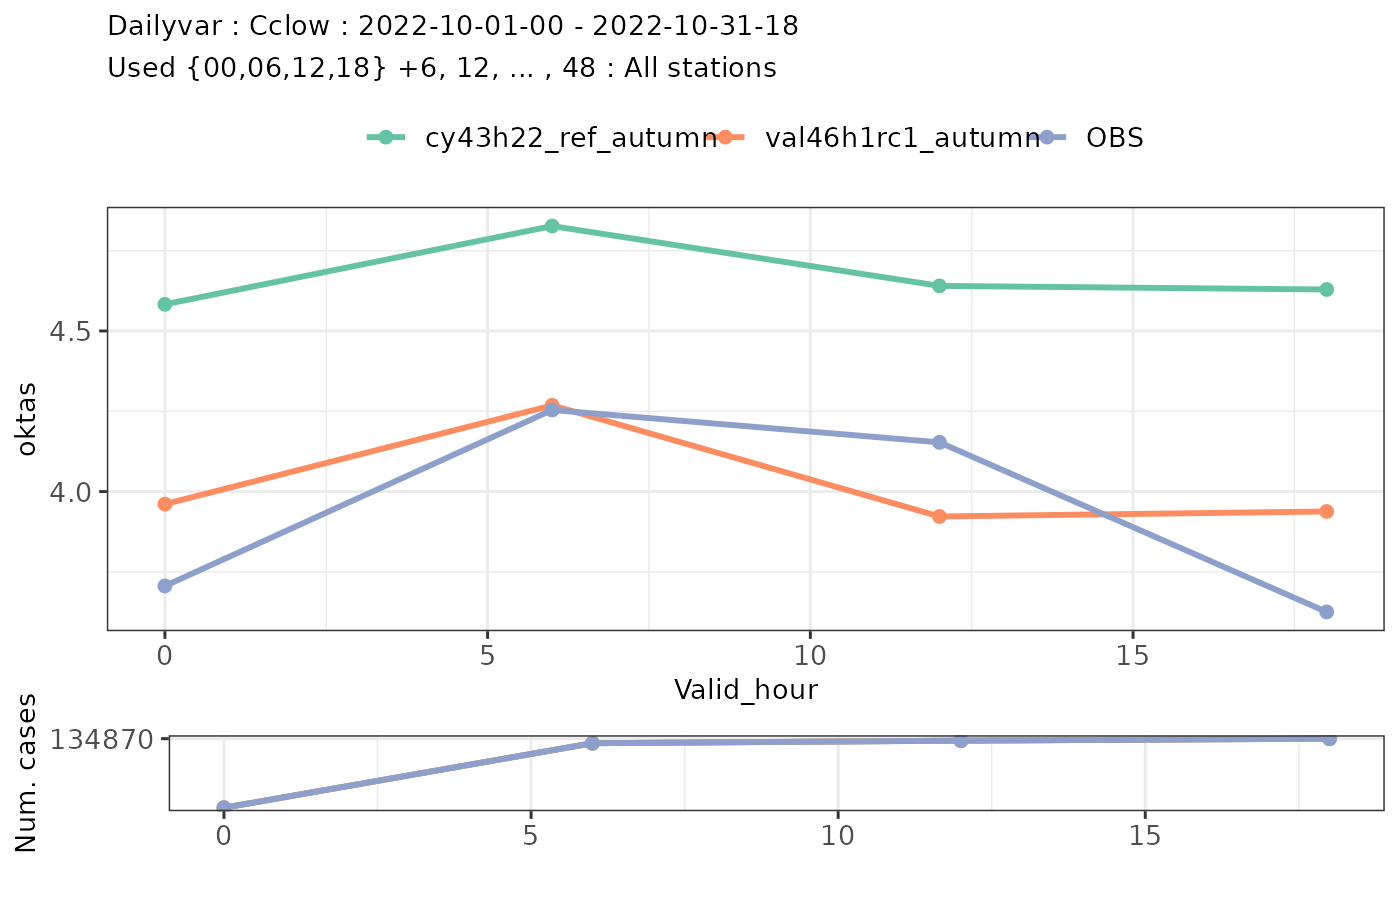 Dailyvar : Cclow : 2022-10-01-00 - 2022-10-31-18
Used {00,06,12,18} +6, 12, ... , 48 : All stations
cy43h22_ref_autumn val46h1rc1_autumn OBS
oktas
4.5
4.0
0 5 10 15
Valid_hour
Num. cases
134870
0 5 10 15